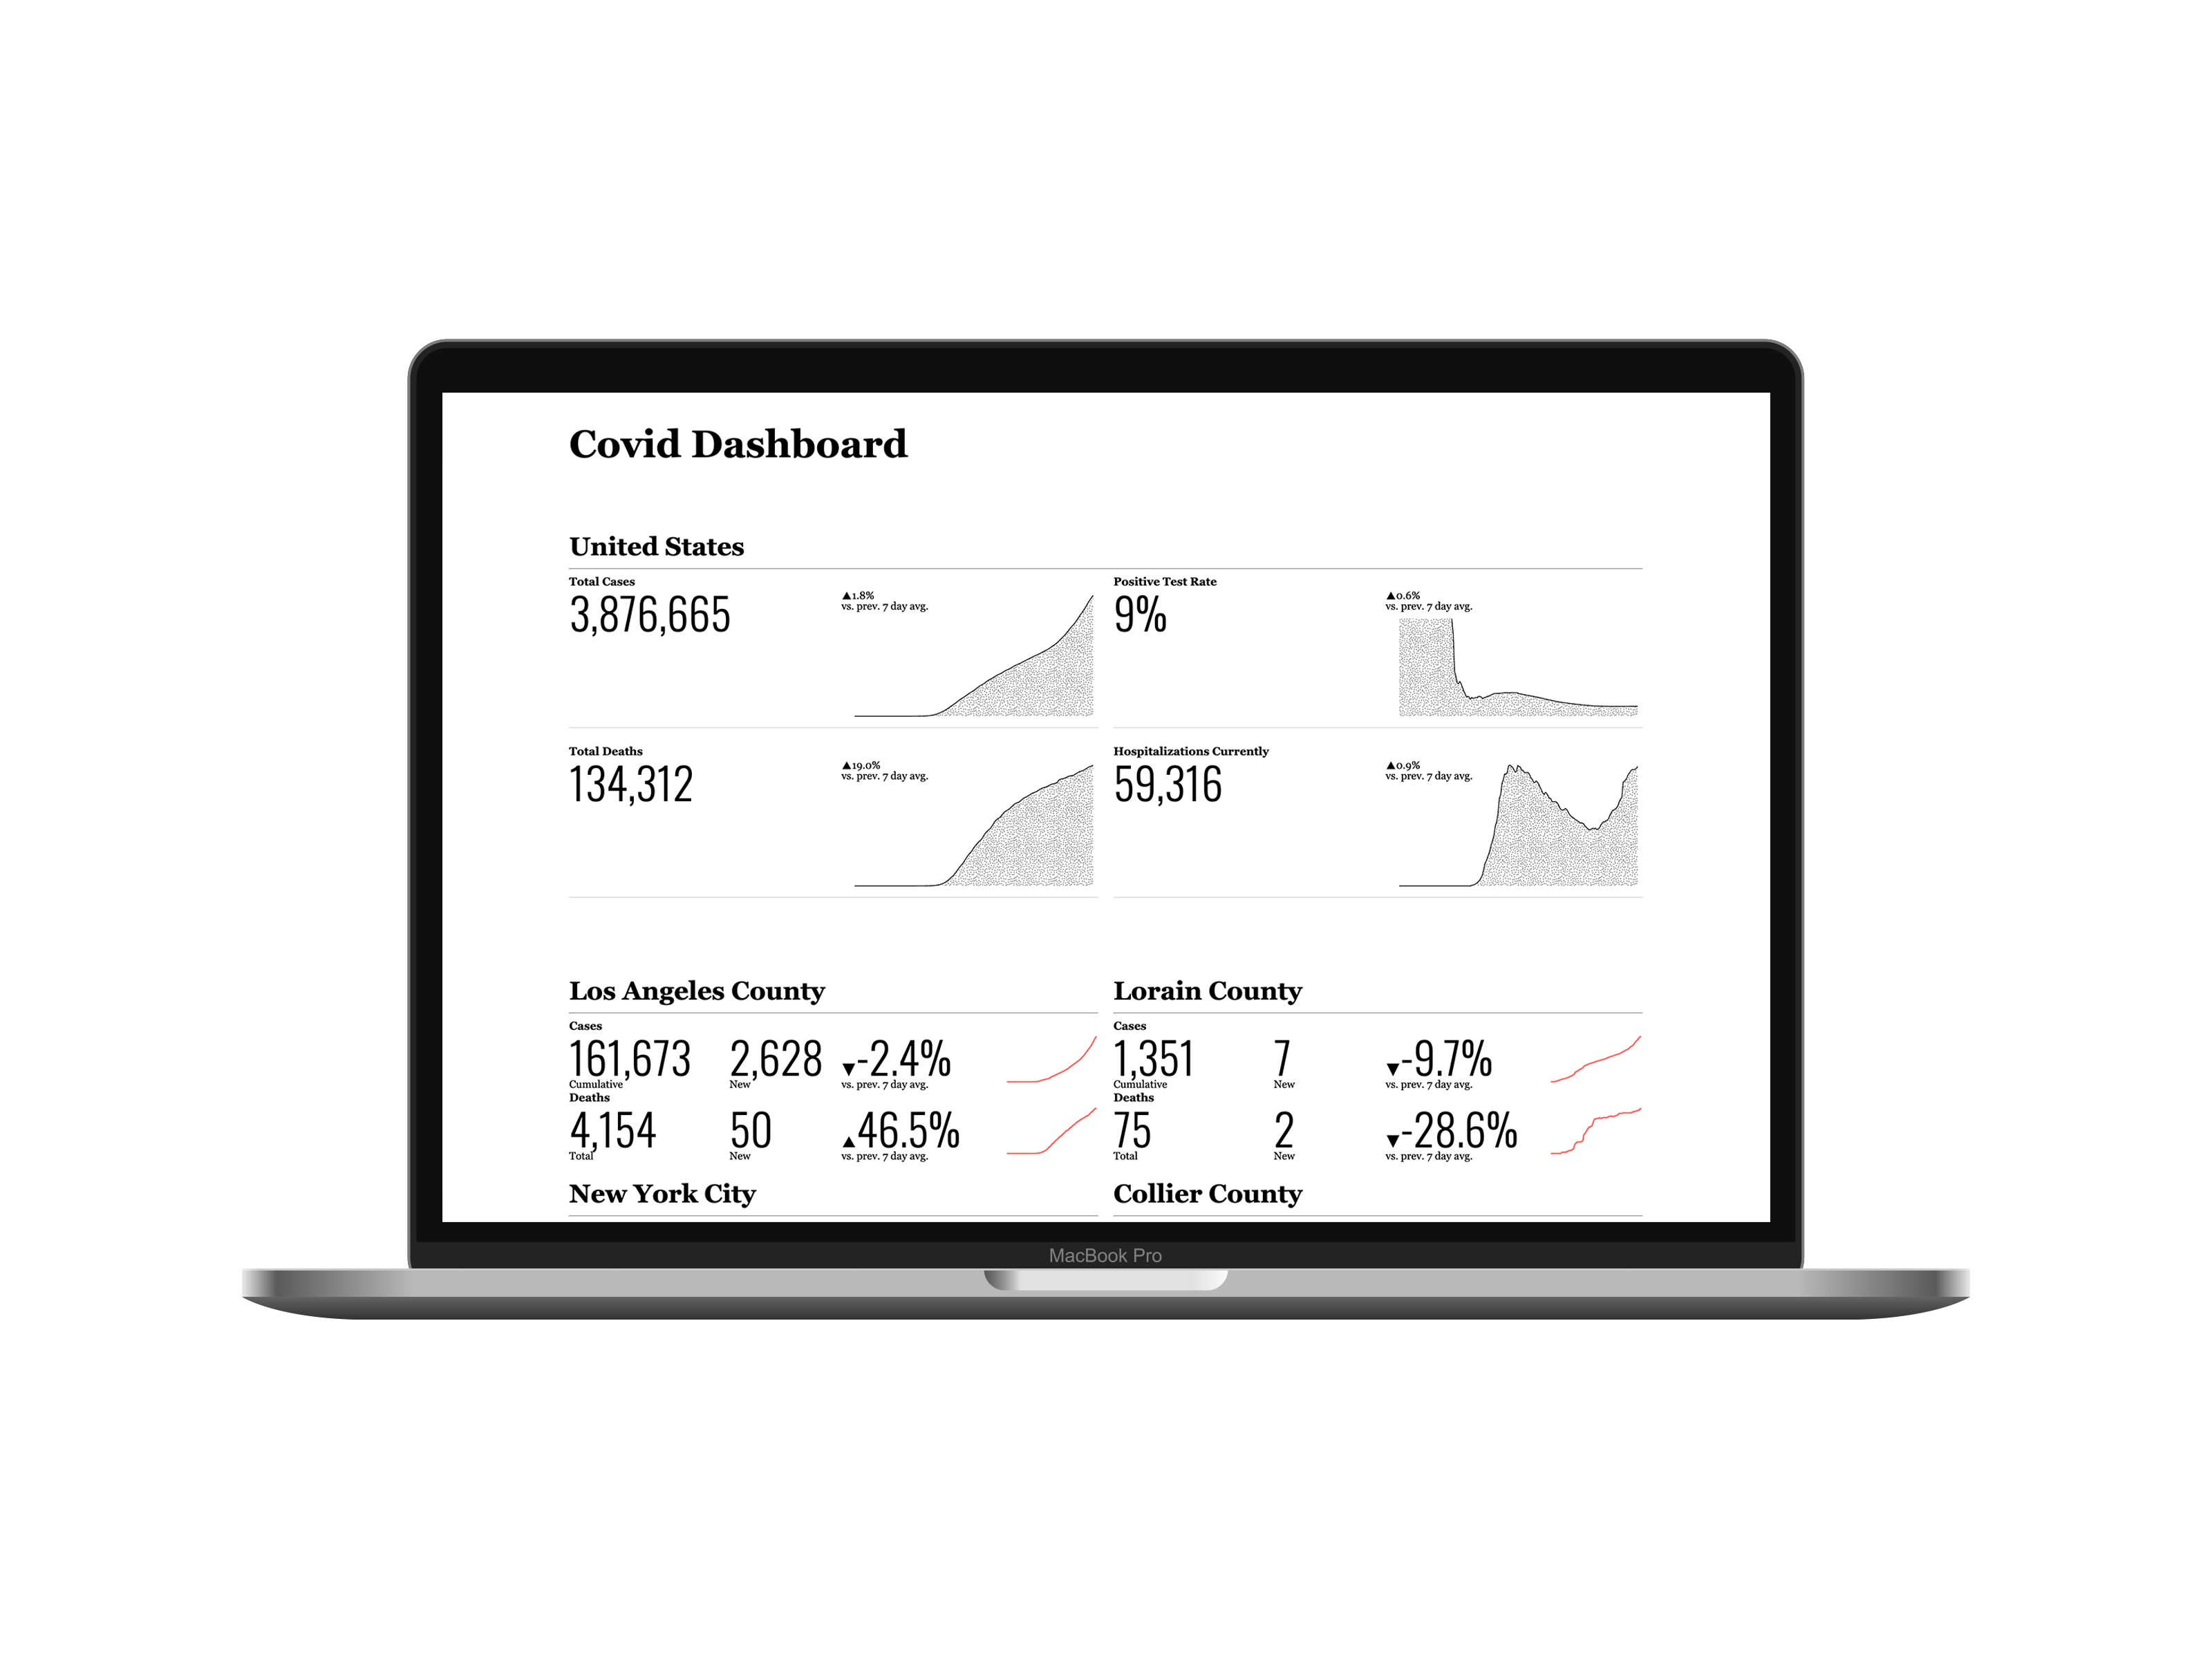 Covid Dashboard
United States
Total Cases
3,876,665
▲1.8%
vs. prev. 7 day avg.
Positive Test Rate
9%
▲0.6%
vs. prev. 7 day avg.
Total Deaths
134,312
▲19.0%
vs. prev. 7 day avg.
Hospitalizations Currently
59,316
▲0.9%
vs. prev. 7 day avg.
Los Angeles County
Cases
161,673 2,628 ▼-2.4%
Cumulative New vs. prev. 7 day avg.
Deaths
4,154 50 ▲46.5%
Total New vs. prev. 7 day avg.
Lorain County
Cases
1,351 7 ▼-9.7%
Cumulative New vs. prev. 7 day avg.
Deaths
75 2 ▼-28.6%
Total New vs. prev. 7 day avg.
New York City
Collier County
MacBook Pro